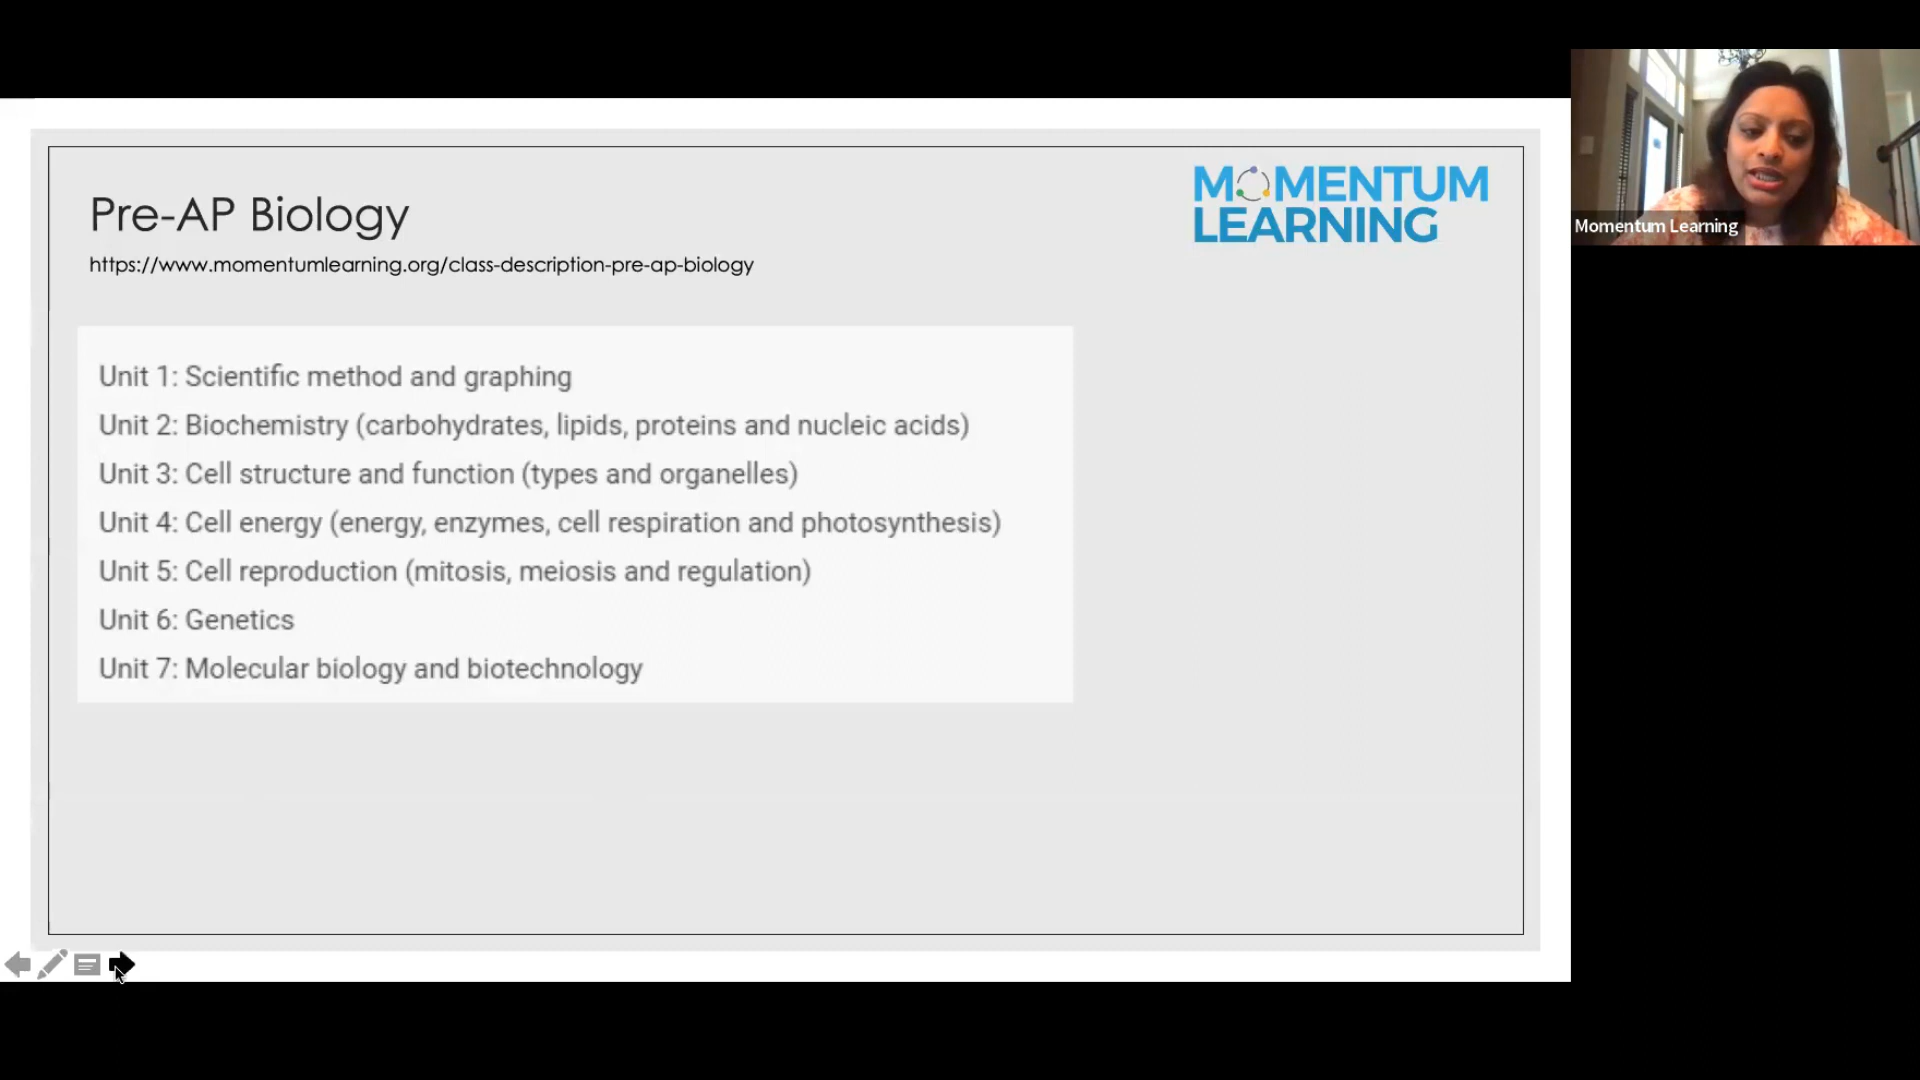 Pre-AP Biology
https://www.momentumlearning.org/class-description-pre-ap-biology
MOMENTUM
LEARNING
Momentum Learning
Unit 1: Scientific method and graphing
Unit 2: Biochemistry (carbohydrates, lipids, proteins and nucleic acids)
Unit 3: Cell structure and function (types and organelles)
Unit 4: Cell energy (energy, enzymes, cell respiration and photosynthesis)
Unit 5: Cell reproduction (mitosis, meiosis and regulation)
Unit 6: Genetics
Unit 7: Molecular biology and biotechnology